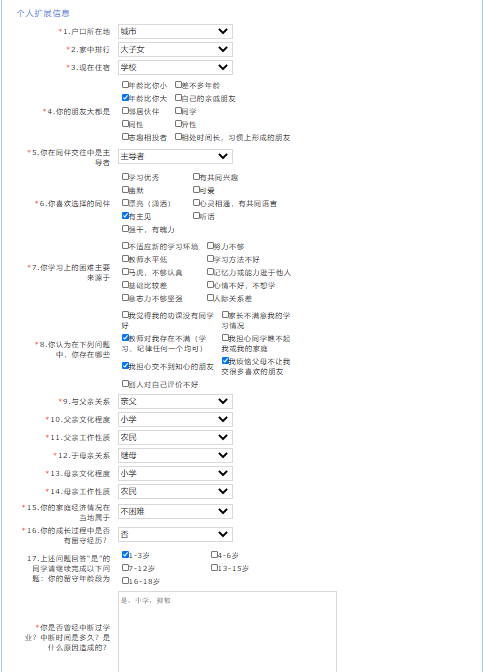 个人扩展信息
*1.户口所在地 城市
*2.家中排行 大子女
*3.现在住宿 学校
年龄比你小 差不多年龄
年龄比你大 自己的亲戚朋友
*4.你的朋友大都是 邻居伙伴 同学
同性 异性
志趣相投者 相处时间长，习惯上形成的朋友
*5.你在同伴交往中是主
导者 主导者
学习优秀 有共同兴趣
幽默 可爱
*6.你喜欢选择的同伴 漂亮（潇洒） 心灵相通，有共同语言
有主见 听话
强干，有魄力
不适应新的学习环境 努力不够
教师水平低 学习方法不好
*7.你学习上的困难主要
来源于 马虎，不够认真 记忆力或能力逊于他人
基础比较差 心情不好，不想学
意志力不够坚强 人际关系差
我觉得我的功课没有同学
好 家长不满意我的学
习情况
*8.你认为在下列问题
中，你存在哪些 教师对我存在不满（学
习，纪律任何一个均可） 我担心同学瞧不起
我或我的家庭
我担心交不到知心的朋友 我烦恼父母不让我
交很多喜欢的朋友
别人对自己评价不好
*9.与父亲关系 亲父
*10.父亲文化程度 小学
*11.父亲工作性质 农民
*12.于母亲关系 继母
*13.母亲文化程度 小学
*14.母亲工作性质 农民
*15.你的家庭经济情况在
当地属于 不困难
*16.你的成长过程中是否
有留守经历？ 否
17.上述问题回答"是"的
同学请继续完成以下问
题：你的留守年龄段为
1-3岁 4-6岁
7-12岁 13-15岁
16-18岁
*你是否曾经中断过学
业？中断时间是多久？是
什么原因造成的？
是，中学，抑郁